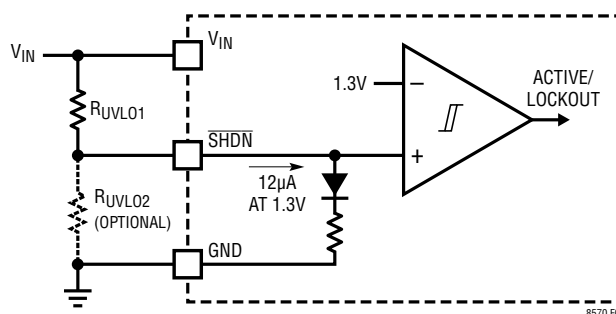 VIN
VIN
RUVLO1
1.3V
−
ACTIVE/
LOCKOUT
SHDN
+
12µA
AT 1.3V
RUVLO2
(OPTIONAL)
GND